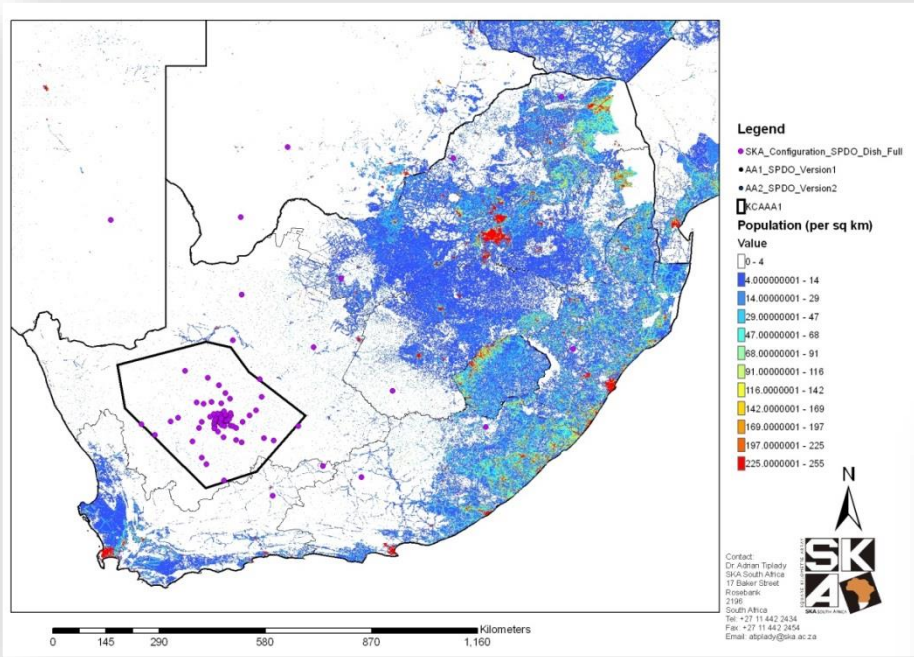 Legend
SKA_Configuration_SPDO_Dish_Full
AA1_SPDO_Version1
AA2_SPDO_Version2
KCAAA1
Population (per sq km)
Value
0 - 4
4.00000001 - 14
14.00000001 - 29
29.00000001 - 47
47.00000001 - 68
68.00000001 - 91
91.00000001 - 116
116.0000001 - 142
142.0000001 - 169
169.0000001 - 197
197.0000001 - 225
225.0000001 - 255
N
SK
A
SKA SOUTH AFRICA
Contact:
Dr. Adrian Tiplady
SKA South Africa
17 Baker Street
Rosebank
2196
South Africa
Tel: +27 11 442 2434
Fax: +27 11 442 2454
Email: atiplady@ska.ac.za
Kilometers
0 145 290 580 870 1,160